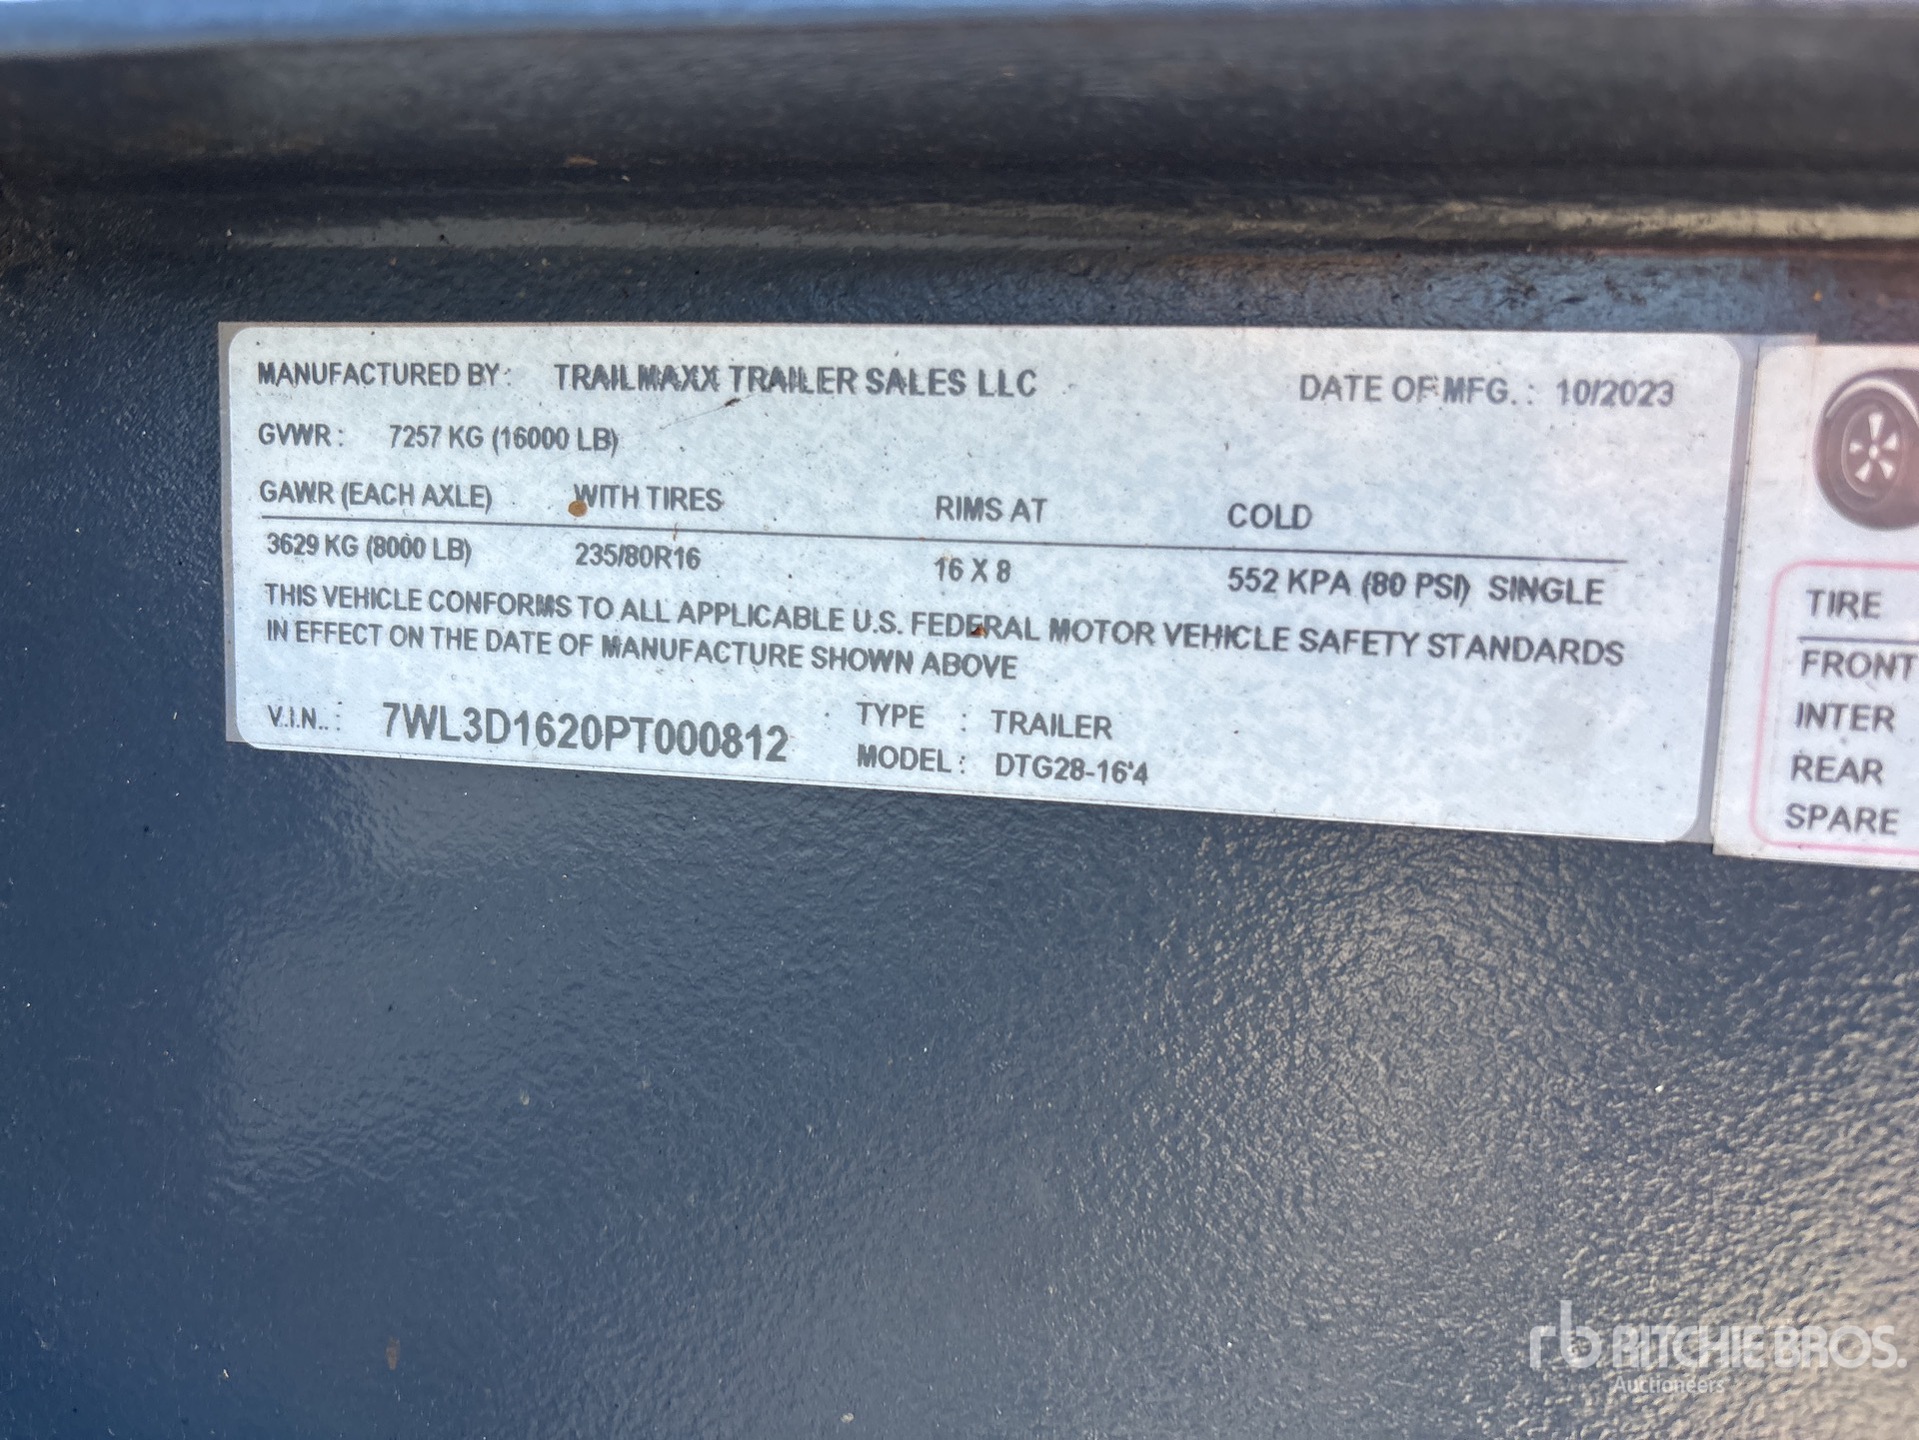 MANUFACTURED BY: TRAILMAXX TRAILER SALES LLC DATE OF MFG. : 10/2023
GVWR : 7257 KG (16000 LB)
GAWR (EACH AXLE) WITH TIRES RIMS AT COLD
3629 KG (8000 LB) 235/80R16 16 X 8 552 KPA (80 PSI) SINGLE
THIS VEHICLE CONFORMS TO ALL APPLICABLE U.S. FEDERAL MOTOR VEHICLE SAFETY STANDARDS
IN EFFECT ON THE DATE OF MANUFACTURE SHOWN ABOVE
V.I.N.. : 7WL3D1620PT000812 TYPE : TRAILER
MODEL : DTG28-16'4
TIRE
FRONT
INTER
REAR
SPARE
rb RITCHIE BROS.
Auctioneers